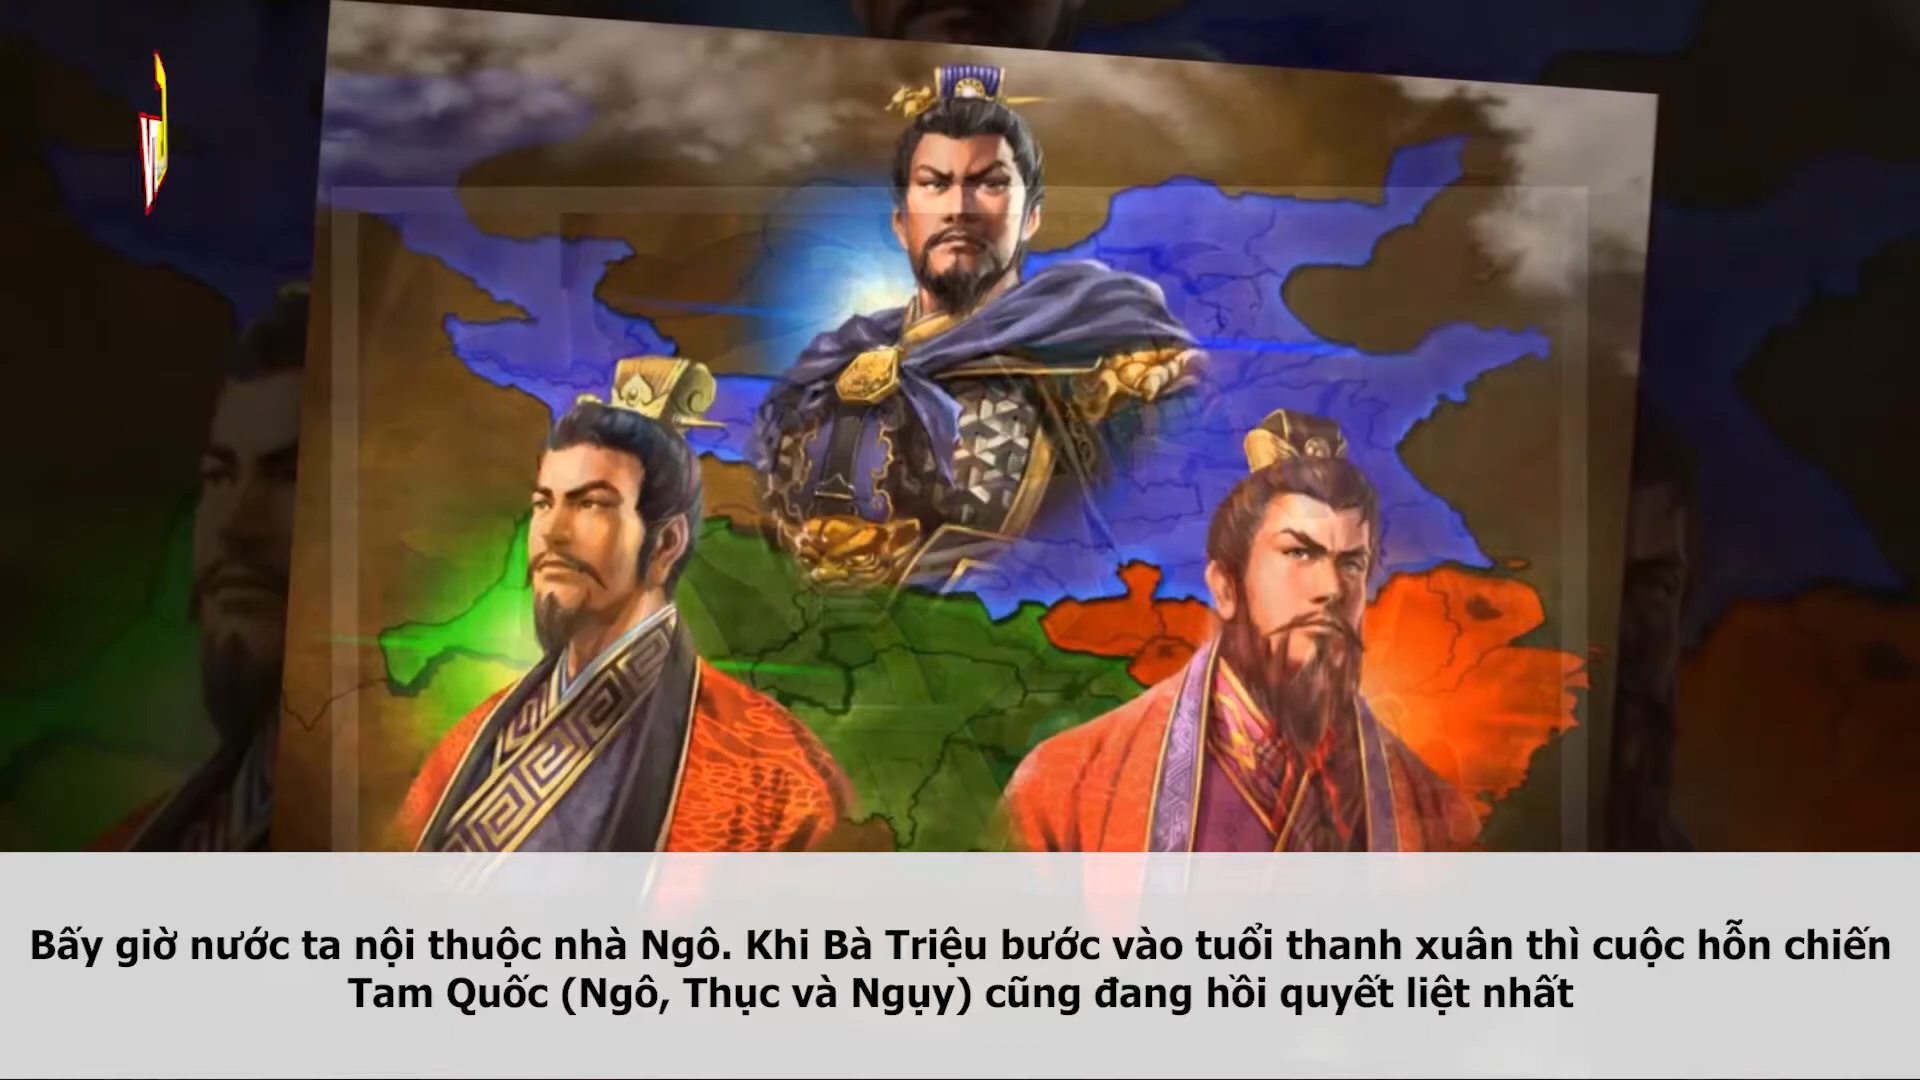 Bấy giờ nước ta nội thuộc nhà Ngô. Khi Bà Triệu bước vào tuổi thanh xuân thì cuộc hỗn chiến
Tam Quốc (Ngô, Thục và Ngụy) cũng đang hồi quyết liệt nhất